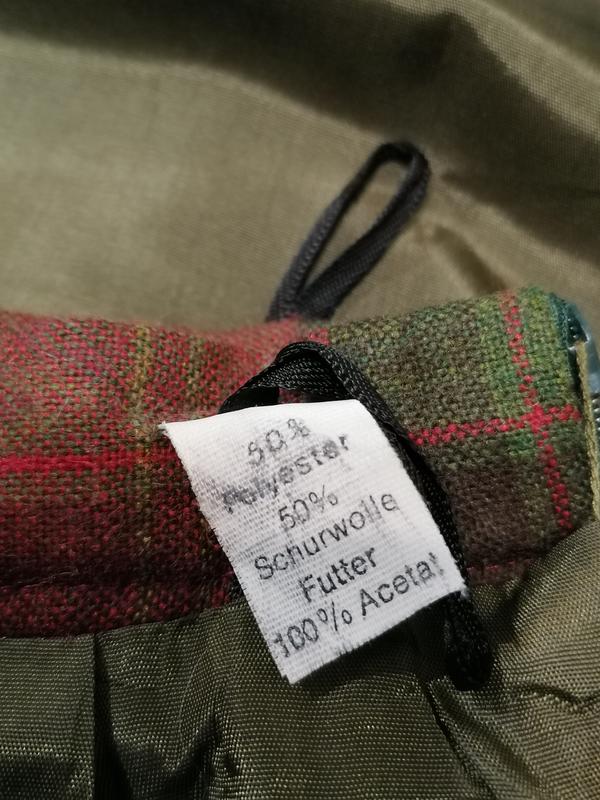 50%
Polyester
50%
Schurwolle
Futter
100% Acetat